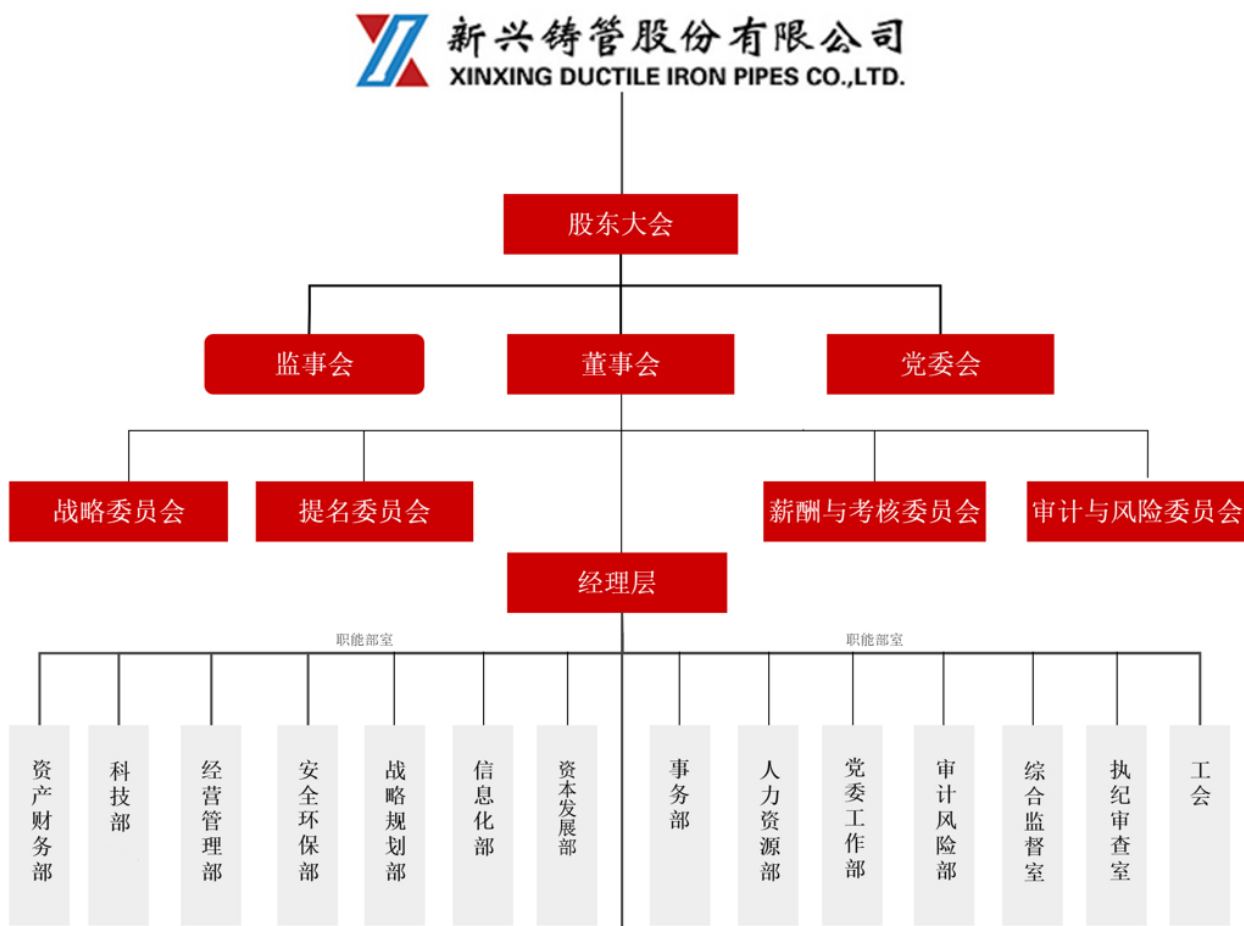 新兴铸管股份有限公司
XINXING DUCTILE IRON PIPES CO.,LTD.
股东大会
监事会
董事会
党委会
战略委员会
提名委员会
薪酬与考核委员会
审计与风险委员会
经理层
职能部室
职能部室
资产财务部
科技部
经营管理部
安全环保部
战略规划部
信息化部
资本发展部
事务部
人力资源部
党委工作部
审计风险部
综合监督室
执纪审查室
工会